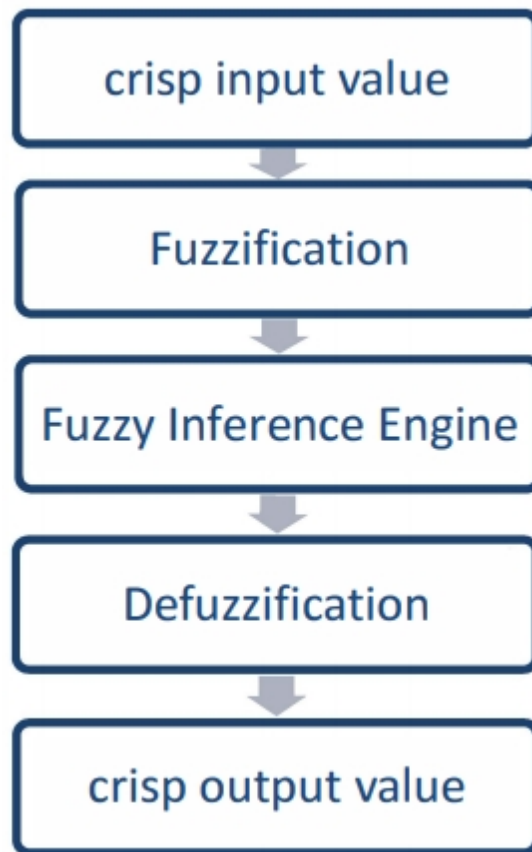 crisp input value
Fuzzification
Fuzzy Inference Engine
Defuzzification
crisp output value